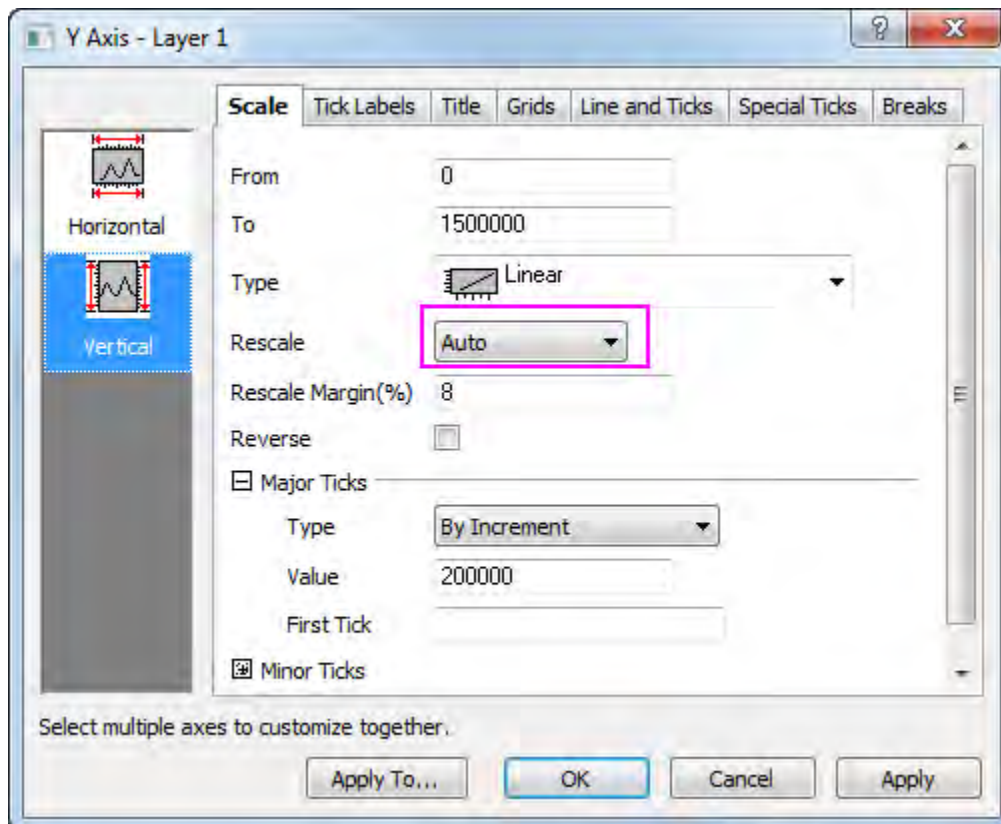 Y Axis - Layer 1
Scale Tick Labels Title Grids Line and Ticks Special Ticks Breaks
Horizontal
Vertical
From 0
To 1500000
Type Linear
Rescale Auto
Rescale Margin(%) 8
Reverse
Major Ticks
Type By Increment
Value 200000
First Tick
Minor Ticks
Select multiple axes to customize together.
Apply To... OK Cancel Apply